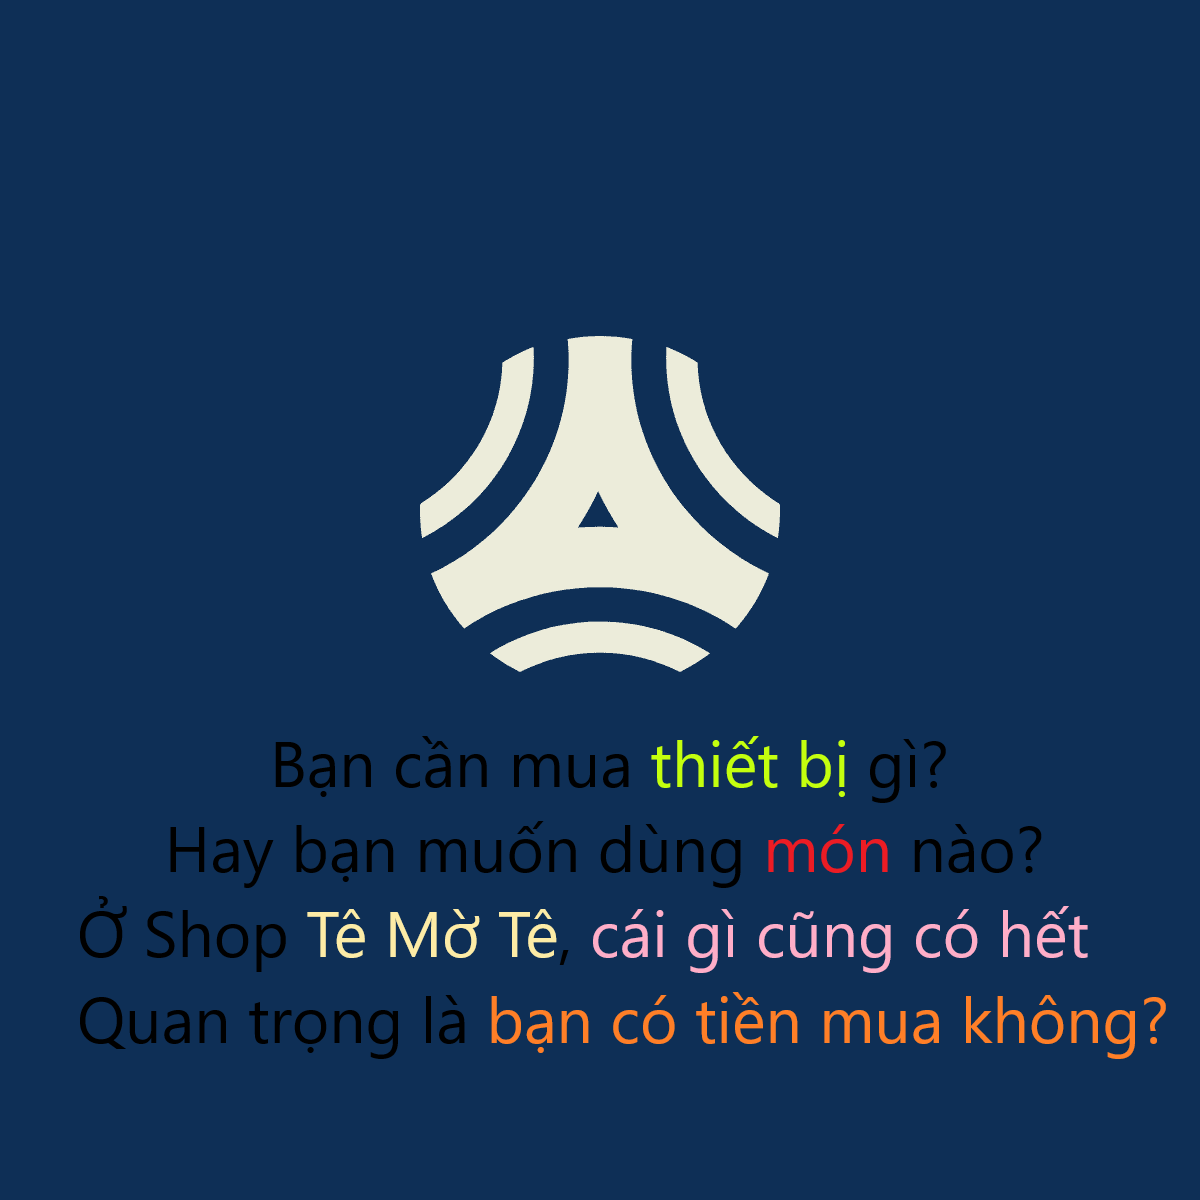 Bạn cần mua thiết bị gì?
Hay bạn muốn dùng món nào?
Ở Shop Tê Mờ Tê, cái gì cũng có hết
Quan trọng là bạn có tiền mua không?